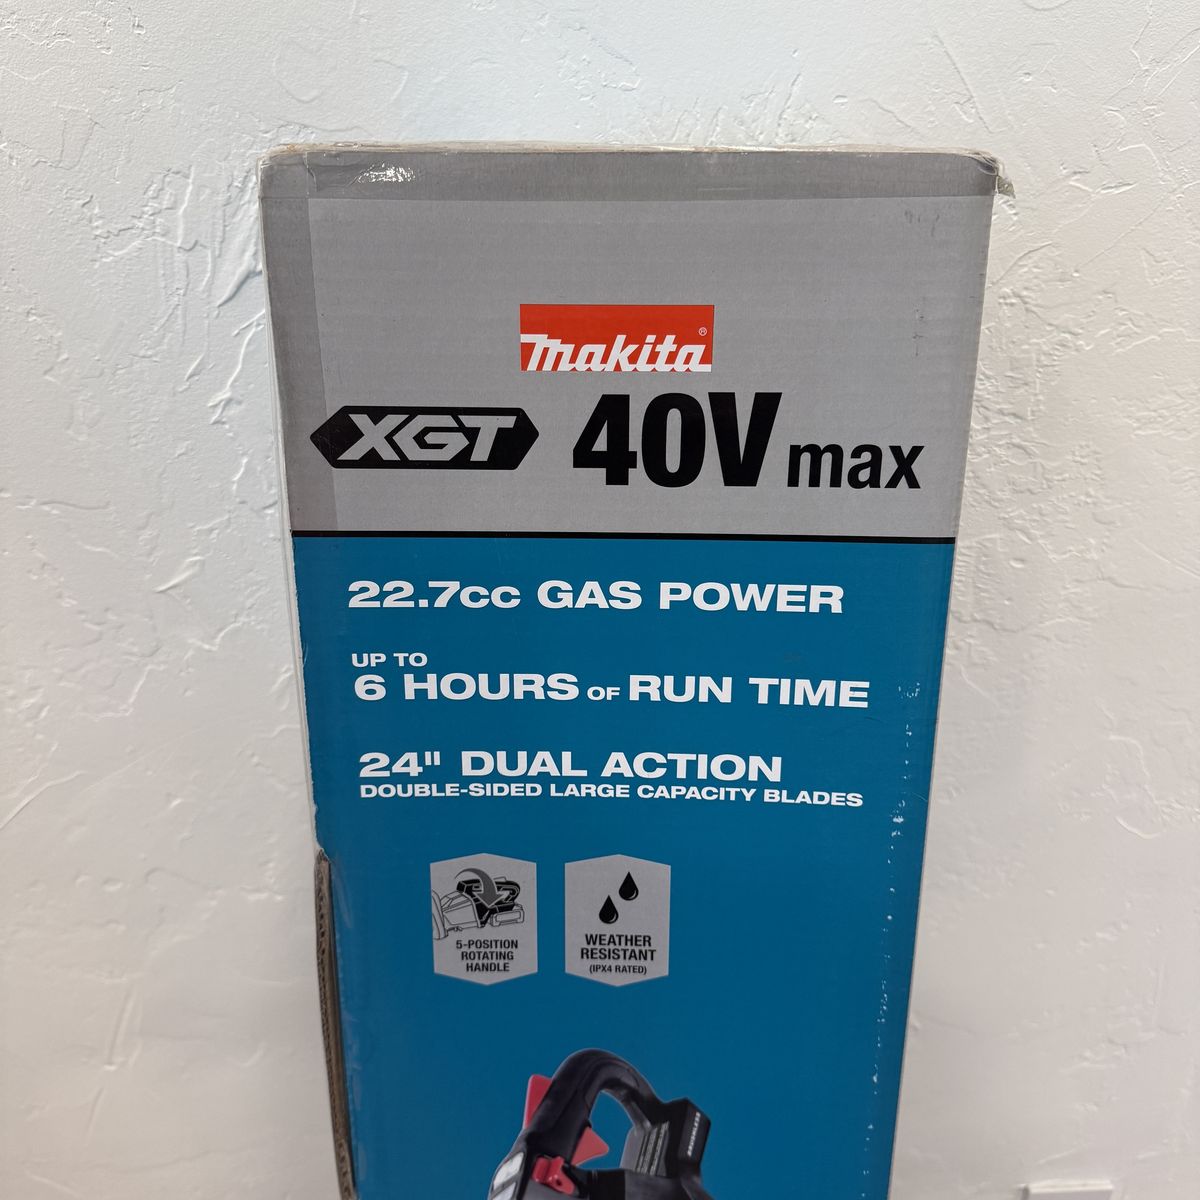 makita®
XGT 40V max
22.7cc GAS POWER
UP TO
6 HOURS OF RUN TIME
24" DUAL ACTION
DOUBLE-SIDED LARGE CAPACITY BLADES
5-POSITION
ROTATING
HANDLE
WEATHER
RESISTANT
(IPX4 RATED)
BRUSHLESS